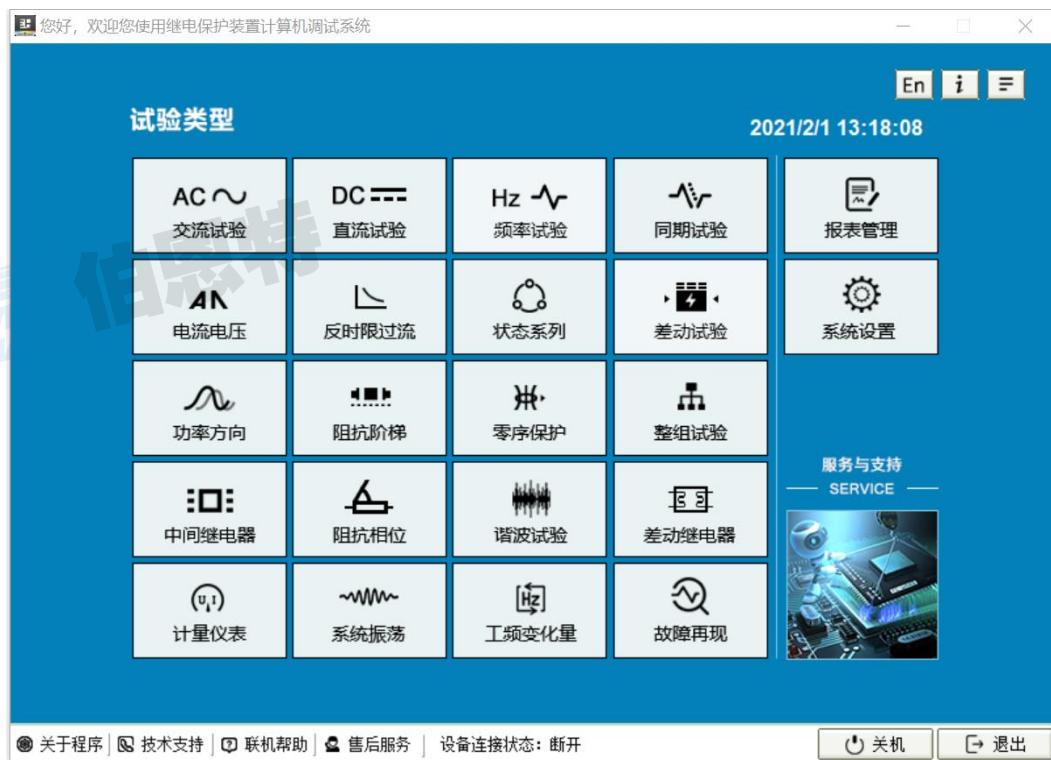 您好，欢迎您使用继电保护装置计算机调试系统
En i
试验类型
2021/2/1 13:18:08
AC DC Hz
交流试验 直流试验 频率试验 同期试验 报表管理
电流电压 反时限过流 状态系列 差动试验 系统设置
功率方向 阻抗阶梯 零序保护 整组试验
服务与支持
SERVICE
中间继电器 阻抗相位 谐波试验 差动继电器
U,I Hz
计量仪表 系统振荡 工频变化量 故障再现
伯恩特
关于程序 技术支持 联机帮助 售后服务 设备连接状态：断开 关机 退出